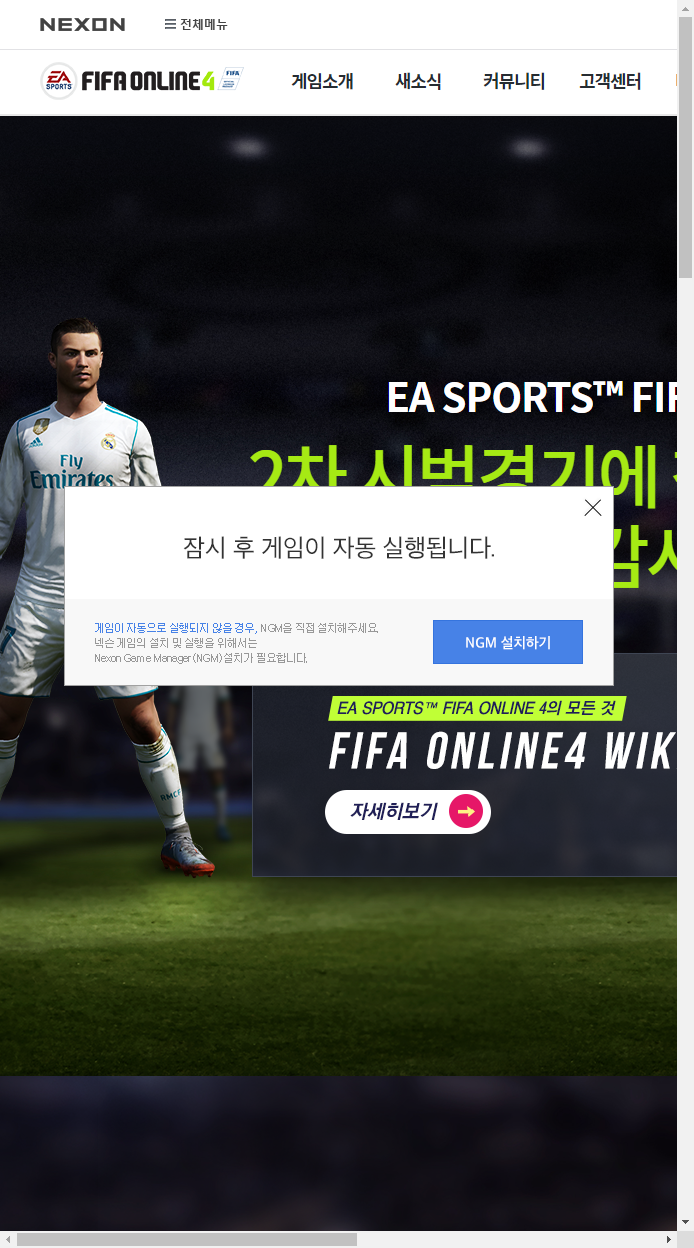 NEXON
전체메뉴
EA SPORTS FIFA ONLINE 4 FIFA
게임소개 새소식 커뮤니티 고객센터
EA SPORTS™ FIF
2차 시범경기에
감사
Fly
Emirates
잠시 후 게임이 자동 실행됩니다.
게임이 자동으로 실행되지 않을 경우, NGM을 직접 설치해주세요.
넥슨 게임의 설치 및 실행을 위해서는
Nexon Game Manager(NGM)설치가 필요합니다.
NGM 설치하기
EA SPORTS™ FIFA ONLINE 4의 모든 것
FIFA ONLINE4 WIK
자세히보기
RMCF